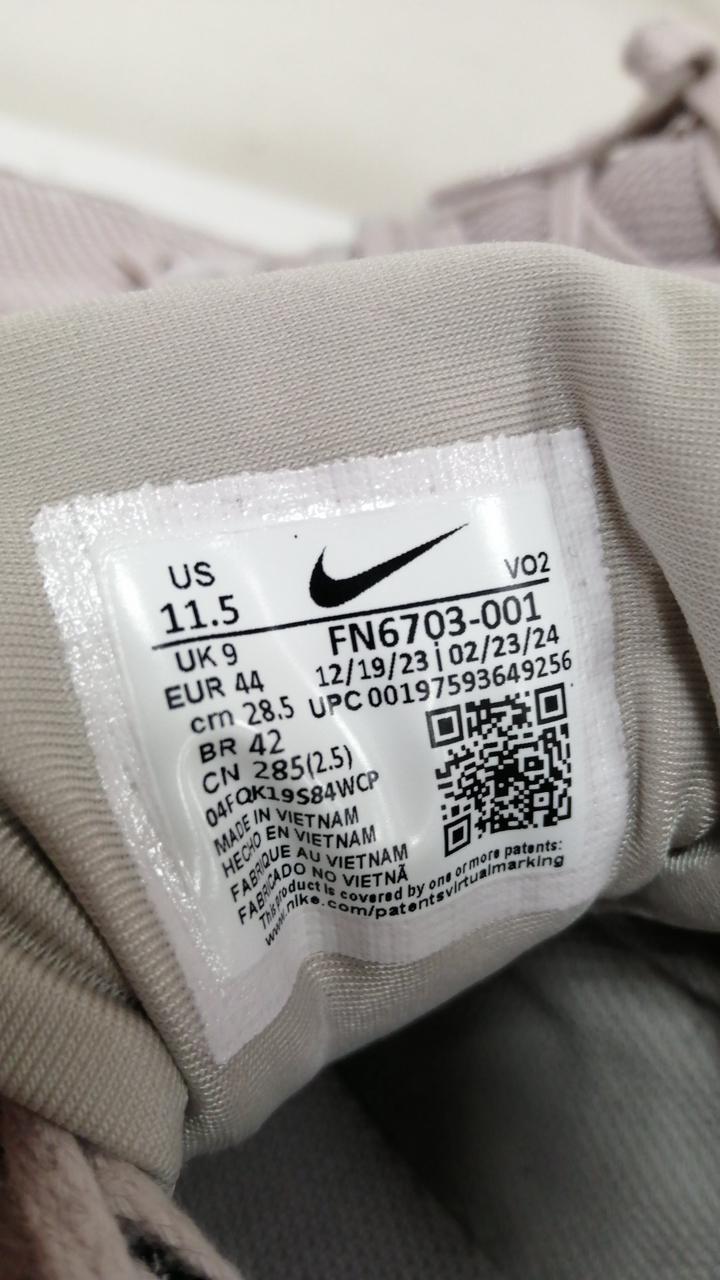 US
11.5
VO2
UK 9
FN6703-001
EUR 44
12/19/23 | 02/23/24
cm 28.5
UPC 00197593649256
BR 42
CN 285(2.5)
04FQK19S84WCP
MADE IN VIETNAM
HECHO EN VIETNAM
FABRIQUE AU VIETNAM
FABRICADO NO VIETNÃ
This product is covered by one or more patents:
www.nike.com/patentsvirtualmarking